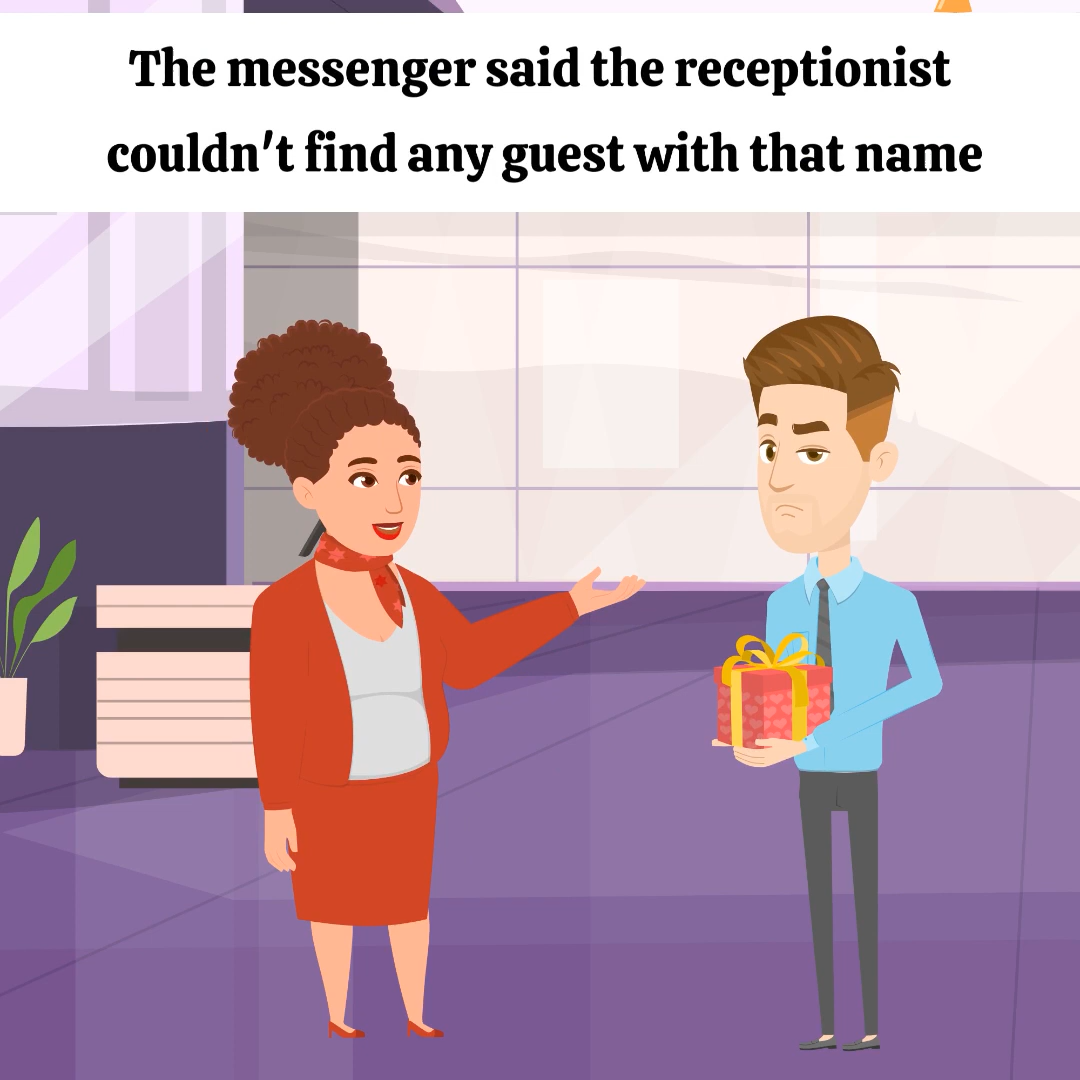 The messenger said the receptionist
couldn't find any guest with that name